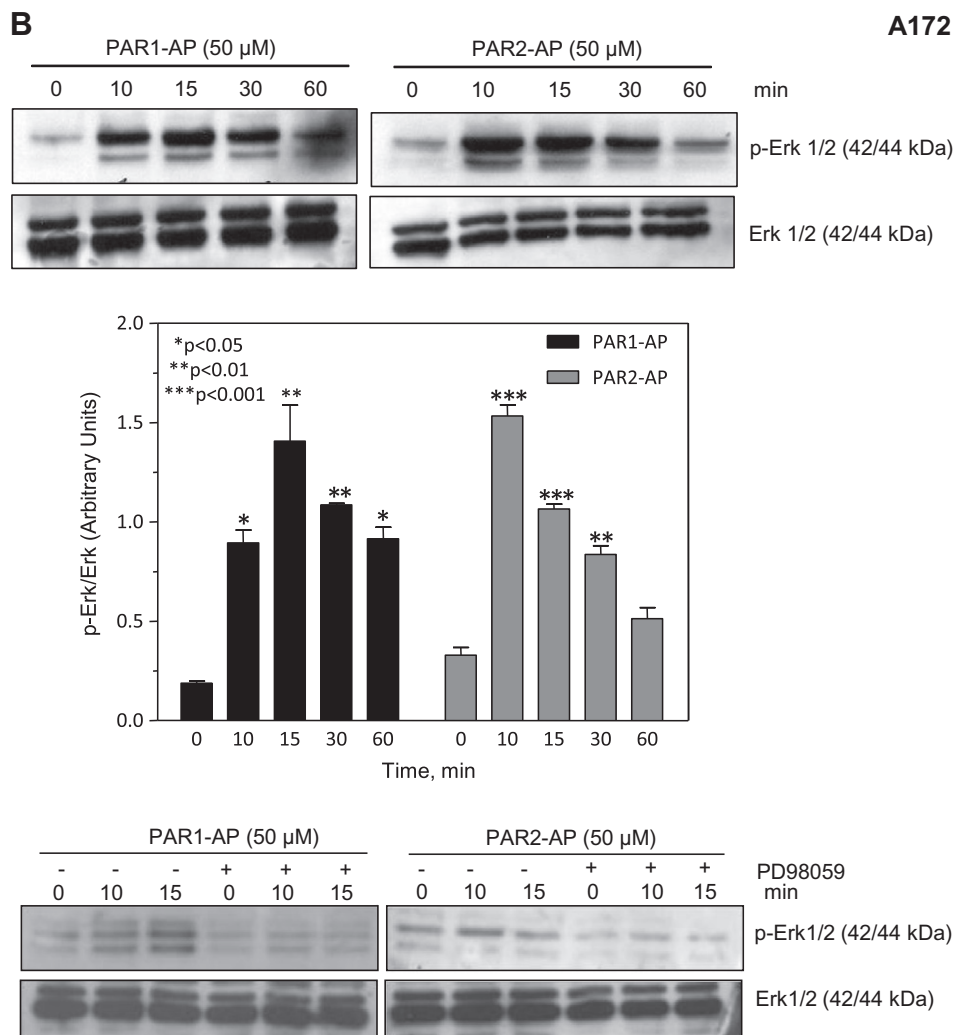 B
A172
PAR1-AP (50 µM)
PAR2-AP (50 µM)
0 10 15 30 60
0 10 15 30 60
min
p-Erk 1/2 (42/44 kDa)
Erk 1/2 (42/44 kDa)
2.0
1.5
1.0
0.5
0.0
p-Erk/Erk (Arbitrary Units)
*p<0.05
**p<0.01
***p<0.001
PAR1-AP
PAR2-AP
* ** ** *
*** *** **
0 10 15 30 60 0 10 15 30 60
Time, min
PAR1-AP (50 µM)
PAR2-AP (50 µM)
- - - + + +
- - - + + +
PD98059
0 10 15 0 10 15
0 10 15 0 10 15
min
p-Erk1/2 (42/44 kDa)
Erk1/2 (42/44 kDa)